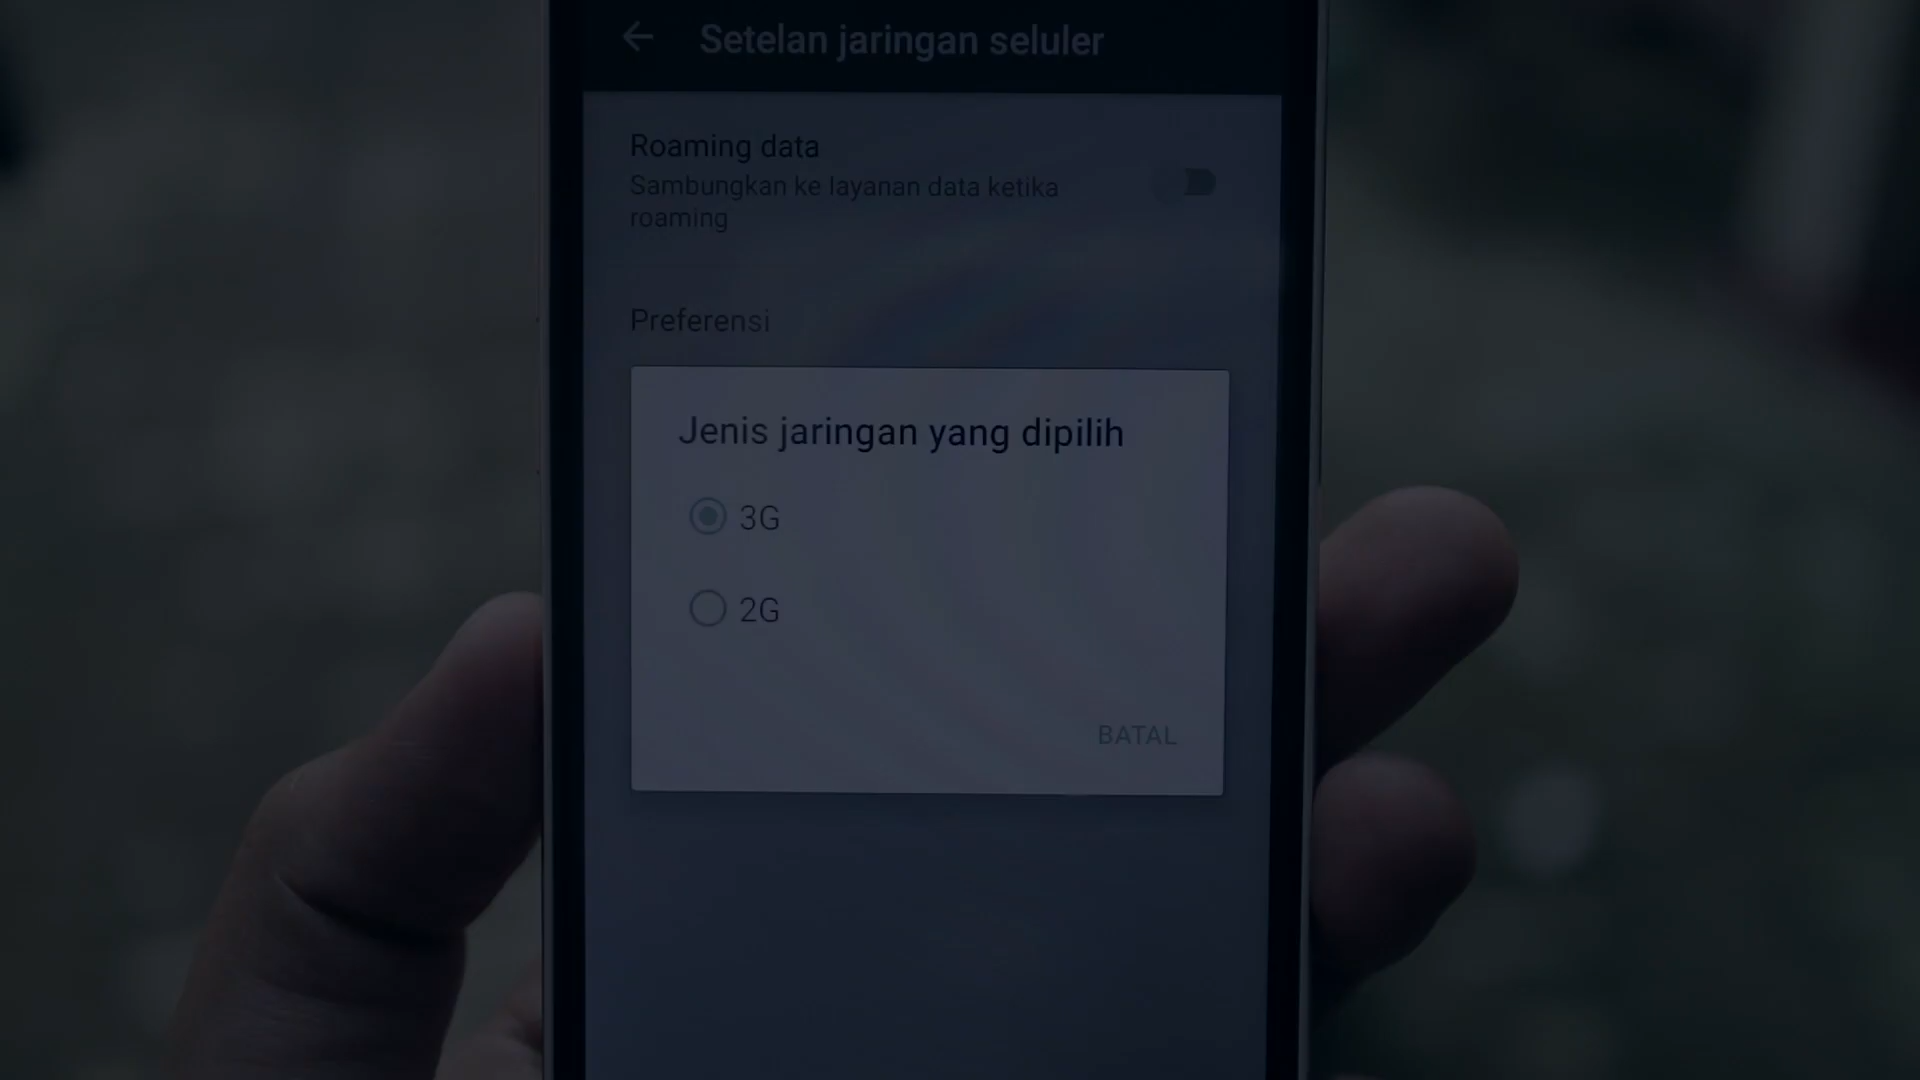 Setelan jaringan seluler
Roaming data
Sambungkan ke layanan data ketika
roaming
Preferensi
Jenis jaringan yang dipilih
3G
2G
BATAL